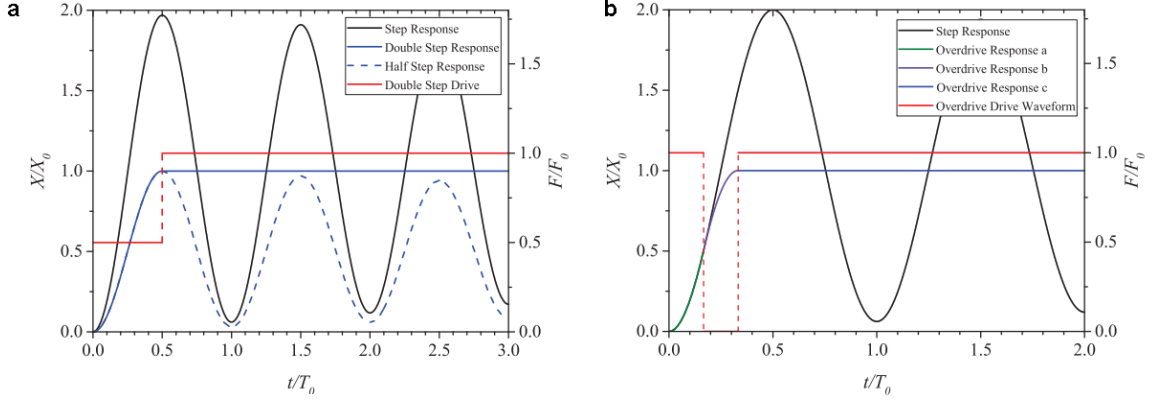 a
Step Response
Double Step Response
Half Step Response
Double Step Drive
2.0
1.5
1.0
0.5
0.0
X/X0
1.5
1.0
0.5
0.0
F/F0
0.0 0.5 1.0 1.5 2.0 2.5 3.0
t/T0
b
Step Response
Overdrive Response a
Overdrive Response b
Overdrive Response c
Overdrive Drive Waveform
2.0
1.5
1.0
0.5
0.0
X/X0
1.5
1.0
0.5
0.0
F/F0
0.0 0.5 1.0 1.5 2.0
t/T0